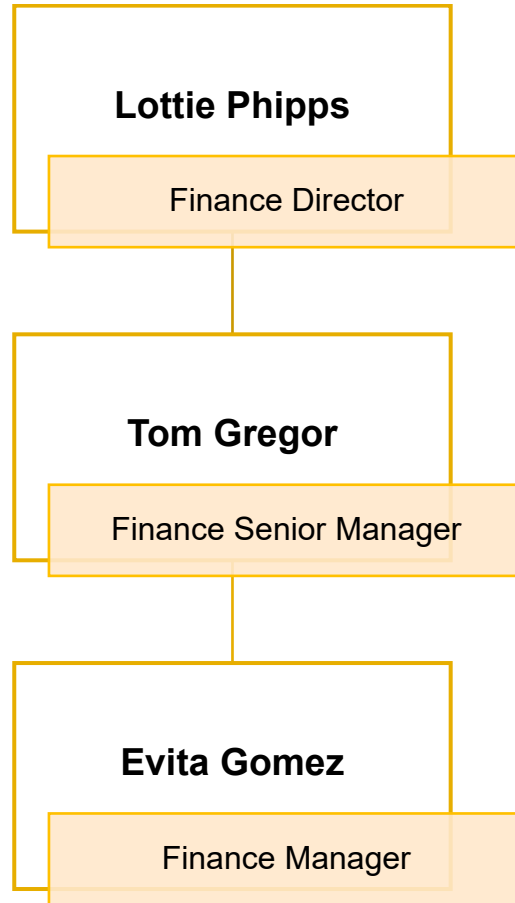 Lottie Phipps
Finance Director
Tom Gregor
Finance Senior Manager
Evita Gomez
Finance Manager